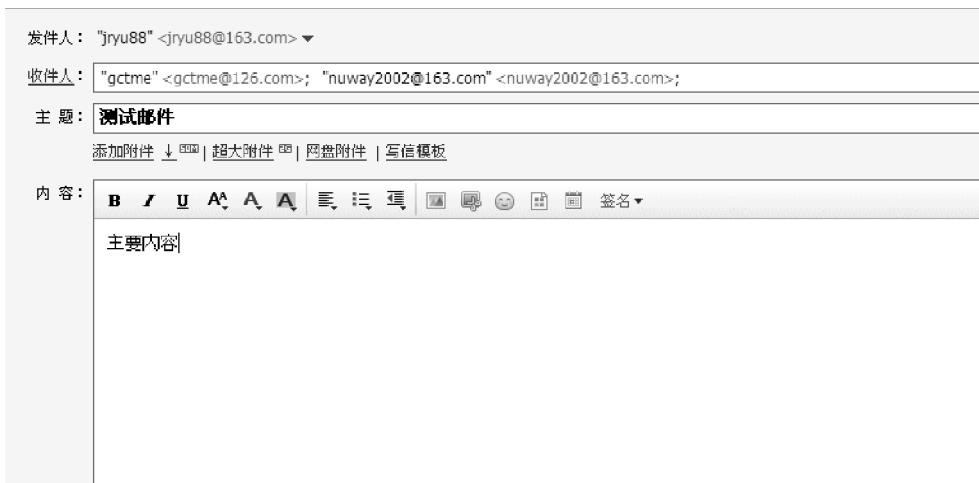 发件人： "jryu88" <jryu88@163.com>
收件人： "gctme" <gctme@126.com>; "nuway2002@163.com" <nuway2002@163.com>;
主 题： 测试邮件
添加附件 ↓ | 超大附件 | 网盘附件 | 写信模板
内 容： B I U A^A A A 签名
主要内容